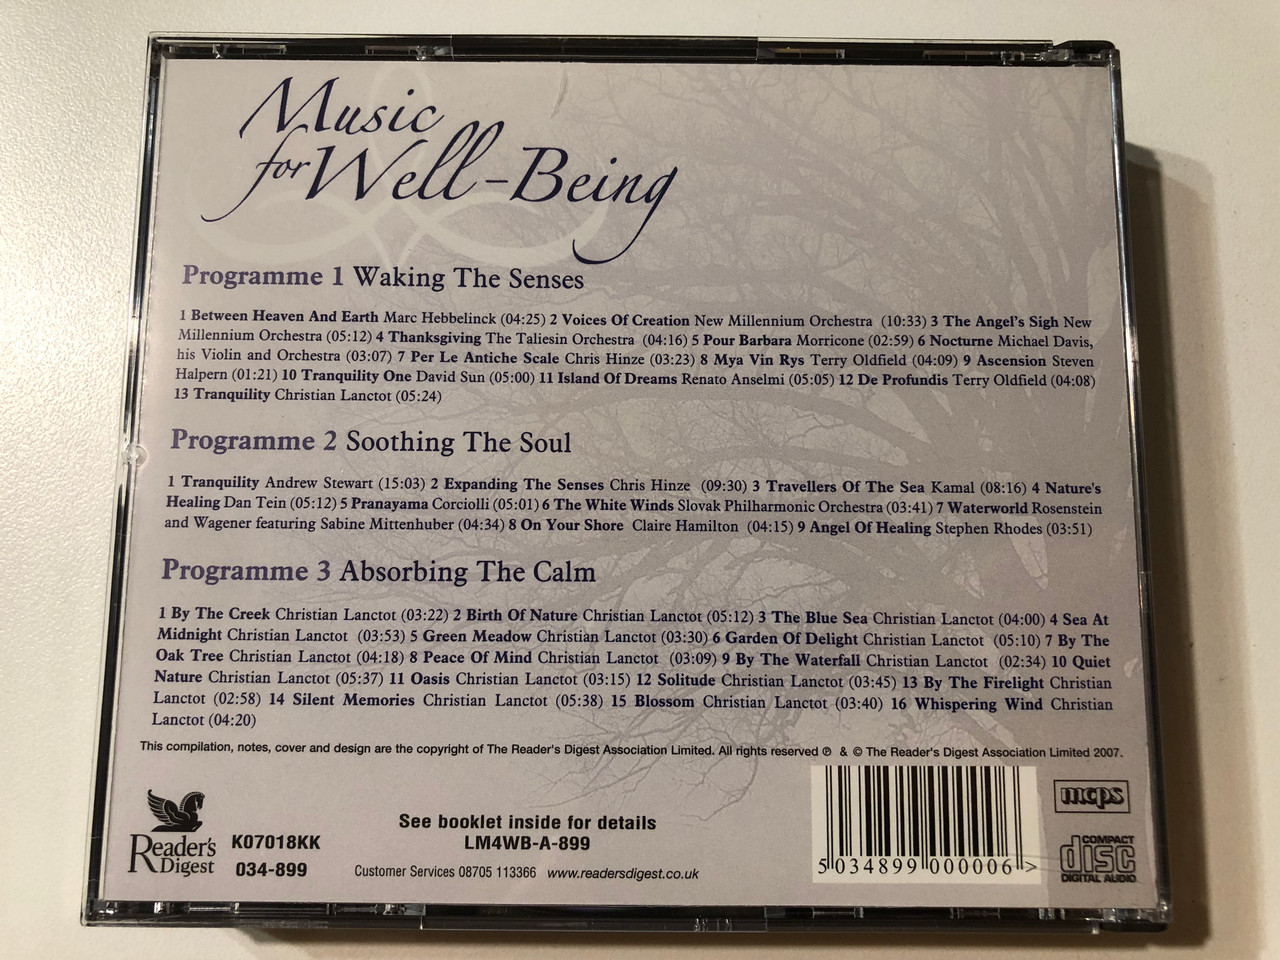 Music
for Well-Being
Programme 1 Waking The Senses
1 Between Heaven And Earth Marc Hebbelinck (04:25) 2 Voices Of Creation New Millennium Orchestra (10:33) 3 The Angel's Sigh New
Millennium Orchestra (05:12) 4 Thanksgiving The Taliesin Orchestra (04:16) 5 Pour Barbara Morricone (02:59) 6 Nocturne Michael Davis,
his Violin and Orchestra (03:07) 7 Per Le Antiche Scale Chris Hinze (03:23) 8 Mya Vin Rys Terry Oldfield (04:09) 9 Ascension Steven
Halpern (01:21) 10 Tranquility One David Sun (05:00) 11 Island Of Dreams Renato Anselmi (05:05) 12 De Profundis Terry Oldfield (04:08)
13 Tranquility Christian Lanctot (05:24)
Programme 2 Soothing The Soul
1 Tranquility Andrew Stewart (15:03) 2 Expanding The Senses Chris Hinze (09:30) 3 Travellers Of The Sea Kamal (08:16) 4 Nature's
Healing Dan Tein (05:12) 5 Pranayama Corciolli (05:01) 6 The White Winds Slovak Philharmonic Orchestra (03:41) 7 Waterworld Rosenstein
and Wagener featuring Sabine Mittenhuber (04:34) 8 On Your Shore Claire Hamilton (04:15) 9 Angel Of Healing Stephen Rhodes (03:51)
Programme 3 Absorbing The Calm
1 By The Creek Christian Lanctot (03:22) 2 Birth Of Nature Christian Lanctot (05:12) 3 The Blue Sea Christian Lanctot (04:00) 4 Sea At
Midnight Christian Lanctot (03:53) 5 Green Meadow Christian Lanctot (03:30) 6 Garden Of Delight Christian Lanctot (05:10) 7 By The
Oak Tree Christian Lanctot (04:18) 8 Peace Of Mind Christian Lanctot (03:09) 9 By The Waterfall Christian Lanctot (02:34) 10 Quiet
Nature Christian Lanctot (05:37) 11 Oasis Christian Lanctot (03:15) 12 Solitude Christian Lanctot (03:45) 13 By The Firelight Christian
Lanctot (02:58) 14 Silent Memories Christian Lanctot (05:38) 15 Blossom Christian Lanctot (03:40) 16 Whispering Wind Christian
Lanctot (04:20)
This compilation, notes, cover and design are the copyright of The Reader's Digest Association Limited. All rights reserved ℗ & © The Reader's Digest Association Limited 2007.
Reader's
Digest
K07018KK
034-899
See booklet inside for details
LM4WB-A-899
Customer Services 08705 113366 www.readersdigest.co.uk
5 034899 000006 >
mcps
COMPACT
disc
DIGITAL AUDIO